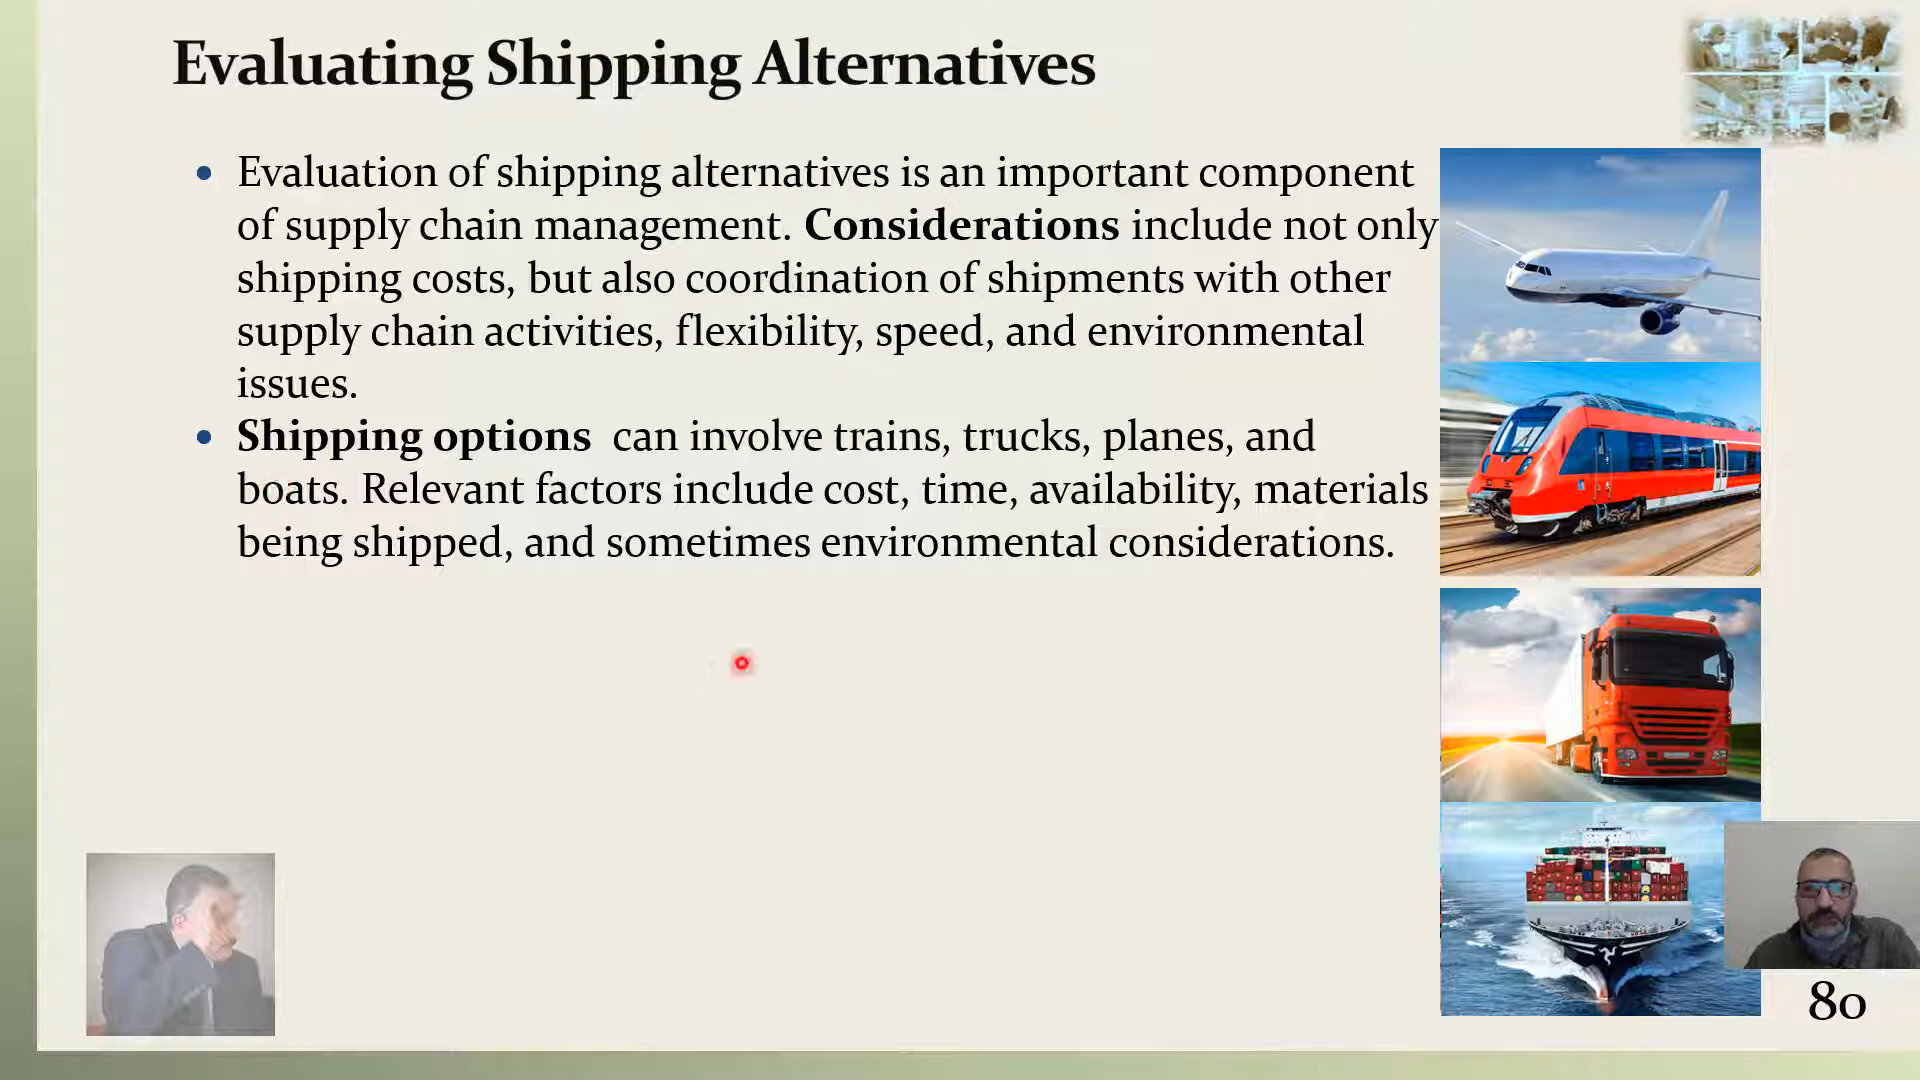 Evaluating Shipping Alternatives
• Evaluation of shipping alternatives is an important component
of supply chain management. Considerations include not only
shipping costs, but also coordination of shipments with other
supply chain activities, flexibility, speed, and environmental
issues.
• Shipping options can involve trains, trucks, planes, and
boats. Relevant factors include cost, time, availability, materials
being shipped, and sometimes environmental considerations.
80